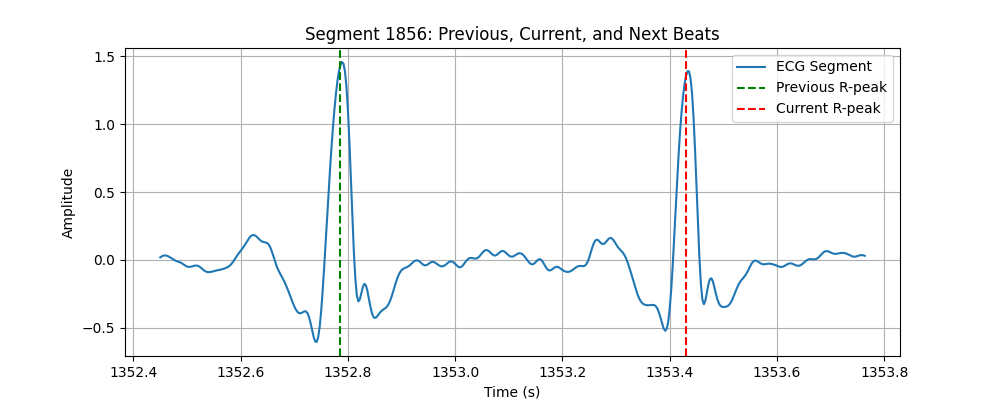 Segment 1856: Previous, Current, and Next Beats
ECG Segment
Previous R-peak
Current R-peak
Amplitude
1.5
1.0
0.5
0.0
−0.5
1352.4 1352.6 1352.8 1353.0 1353.2 1353.4 1353.6 1353.8
Time (s)